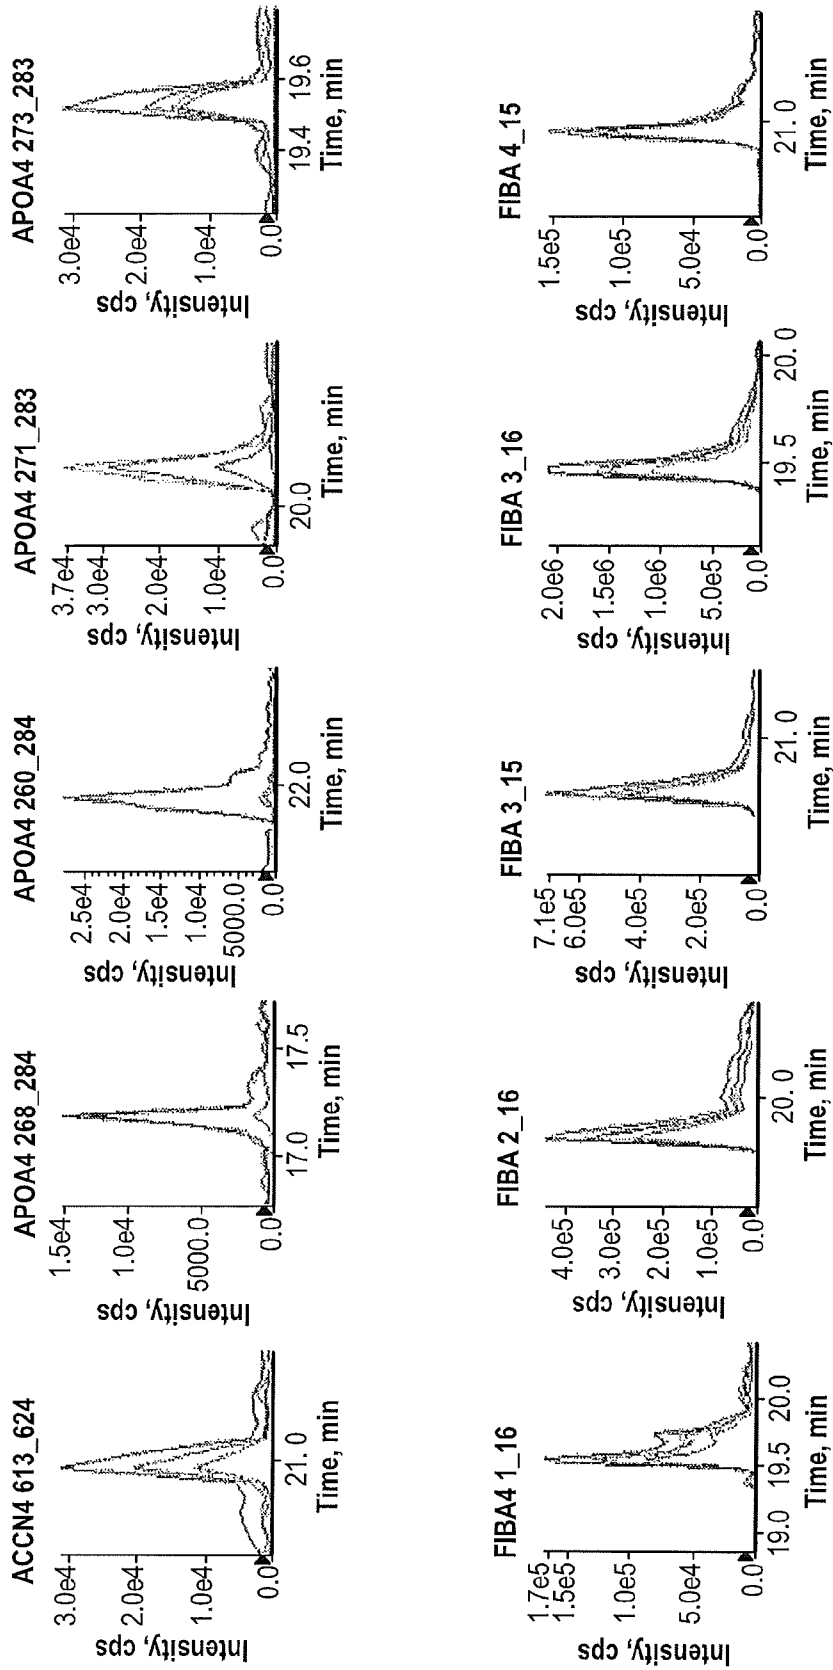 ACCN4 613_624
Intensity, cps
3.0e4
2.0e4
1.0e4
0.0
21.0
Time, min
APOA4 268_284
Intensity, cps
1.5e4
1.0e4
5000.0
0.0
17.0 17.5
Time, min
APOA4 260_284
Intensity, cps
2.5e4
2.0e4
1.5e4
1.0e4
5000.0
0.0
22.0
Time, min
APOA4 271_283
Intensity, cps
3.7e4
3.0e4
2.0e4
1.0e4
0.0
20.0
Time, min
APOA4 273_283
Intensity, cps
3.0e4
2.0e4
1.0e4
0.0
19.4 19.6
Time, min
FIBA4 1_16
Intensity, cps
1.7e5
1.5e5
1.0e5
5.0e4
0.0
19.0 19.5 20.0
Time, min
FIBA 2_16
Intensity, cps
4.0e5
3.0e5
2.0e5
1.0e5
0.0
20.0
Time, min
FIBA 3_15
Intensity, cps
7.1e5
6.0e5
4.0e5
2.0e5
0.0
21.0
Time, min
FIBA 3_16
Intensity, cps
2.0e6
1.5e6
1.0e6
5.0e5
0.0
19.5 20.0
Time, min
FIBA 4_15
Intensity, cps
1.5e5
1.0e5
5.0e4
0.0
21.0
Time, min